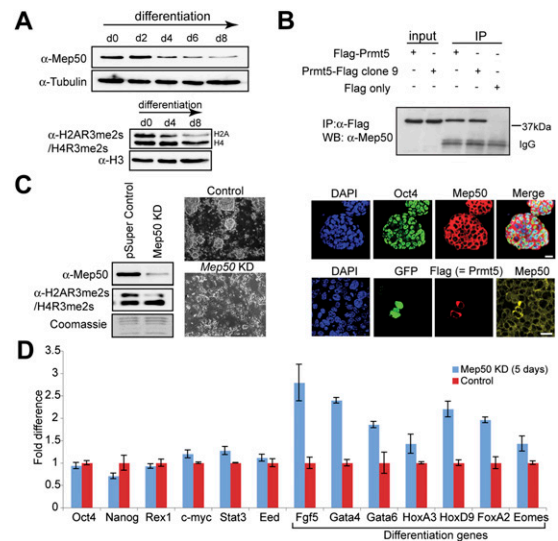 A
differentiation
d0 d2 d4 d6 d8
α-Mep50
α-Tubulin
differentiation
d0 d4 d8
α-H2AR3me2s
/H4R3me2s
H2A
H4
α-H3
B
input IP
Flag-Prmt5 + - + - -
Prmt5-Flag clone 9 - + - + -
Flag only - - - - +
IP:α-Flag
WB: α-Mep50
37kDa
IgG
C
pSuper Control
Mep50 KD
α-Mep50
α-H2AR3me2s
/H4R3me2s
Coomassie
Control
Mep50 KD
DAPI Oct4 Mep50 Merge
DAPI GFP Flag (= Prmt5) Mep50
D
Fold difference
3.5
3
2.5
2
1.5
1
0.5
0
Mep50 KD (5 days)
Control
Oct4 Nanog Rex1 c-myc Stat3 Eed Fgf5 Gata4 Gata6 HoxA3 HoxD9 FoxA2 Eomes
Differentiation genes